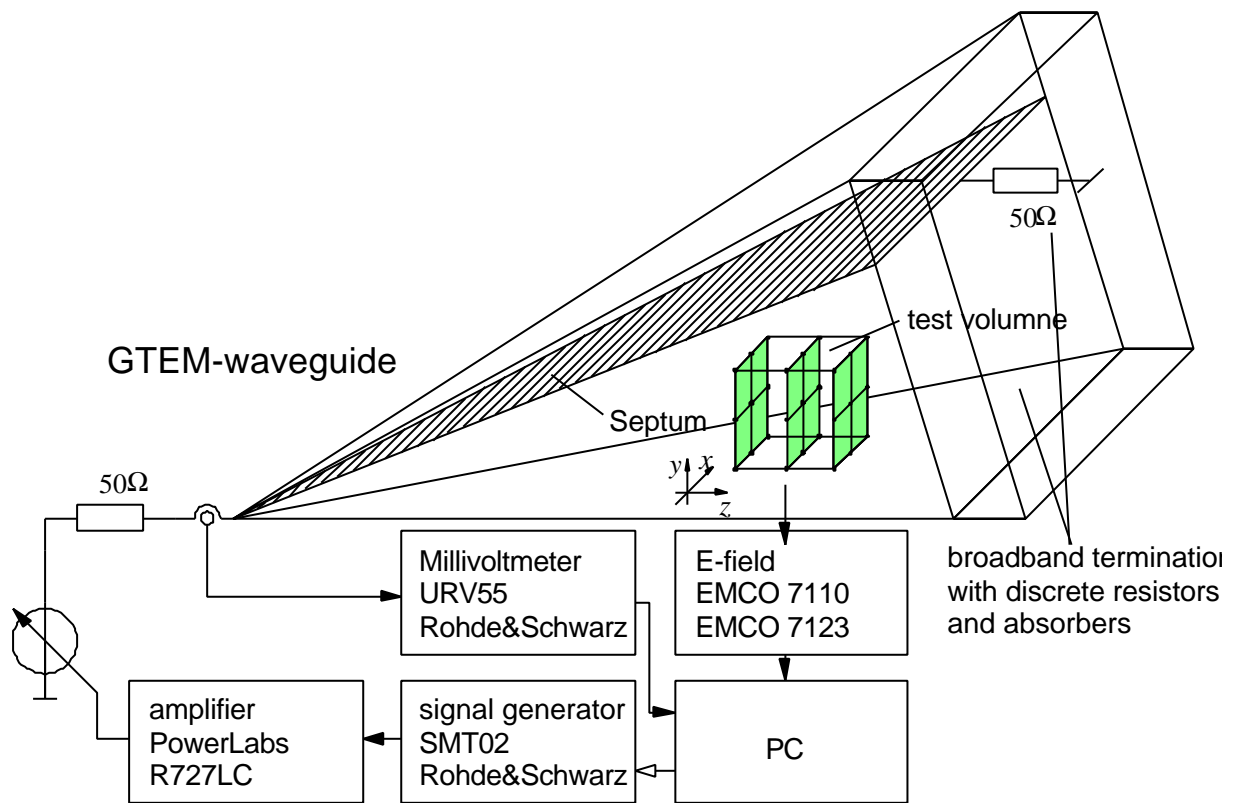 50Ω
test volumne
GTEM-waveguide
Septum
y
x
z
50Ω
broadband termination
with discrete resistors
and absorbers
Millivoltmeter
URV55
Rohde&Schwarz
E-field
EMCO 7110
EMCO 7123
amplifier
PowerLabs
R727LC
signal generator
SMT02
Rohde&Schwarz
PC